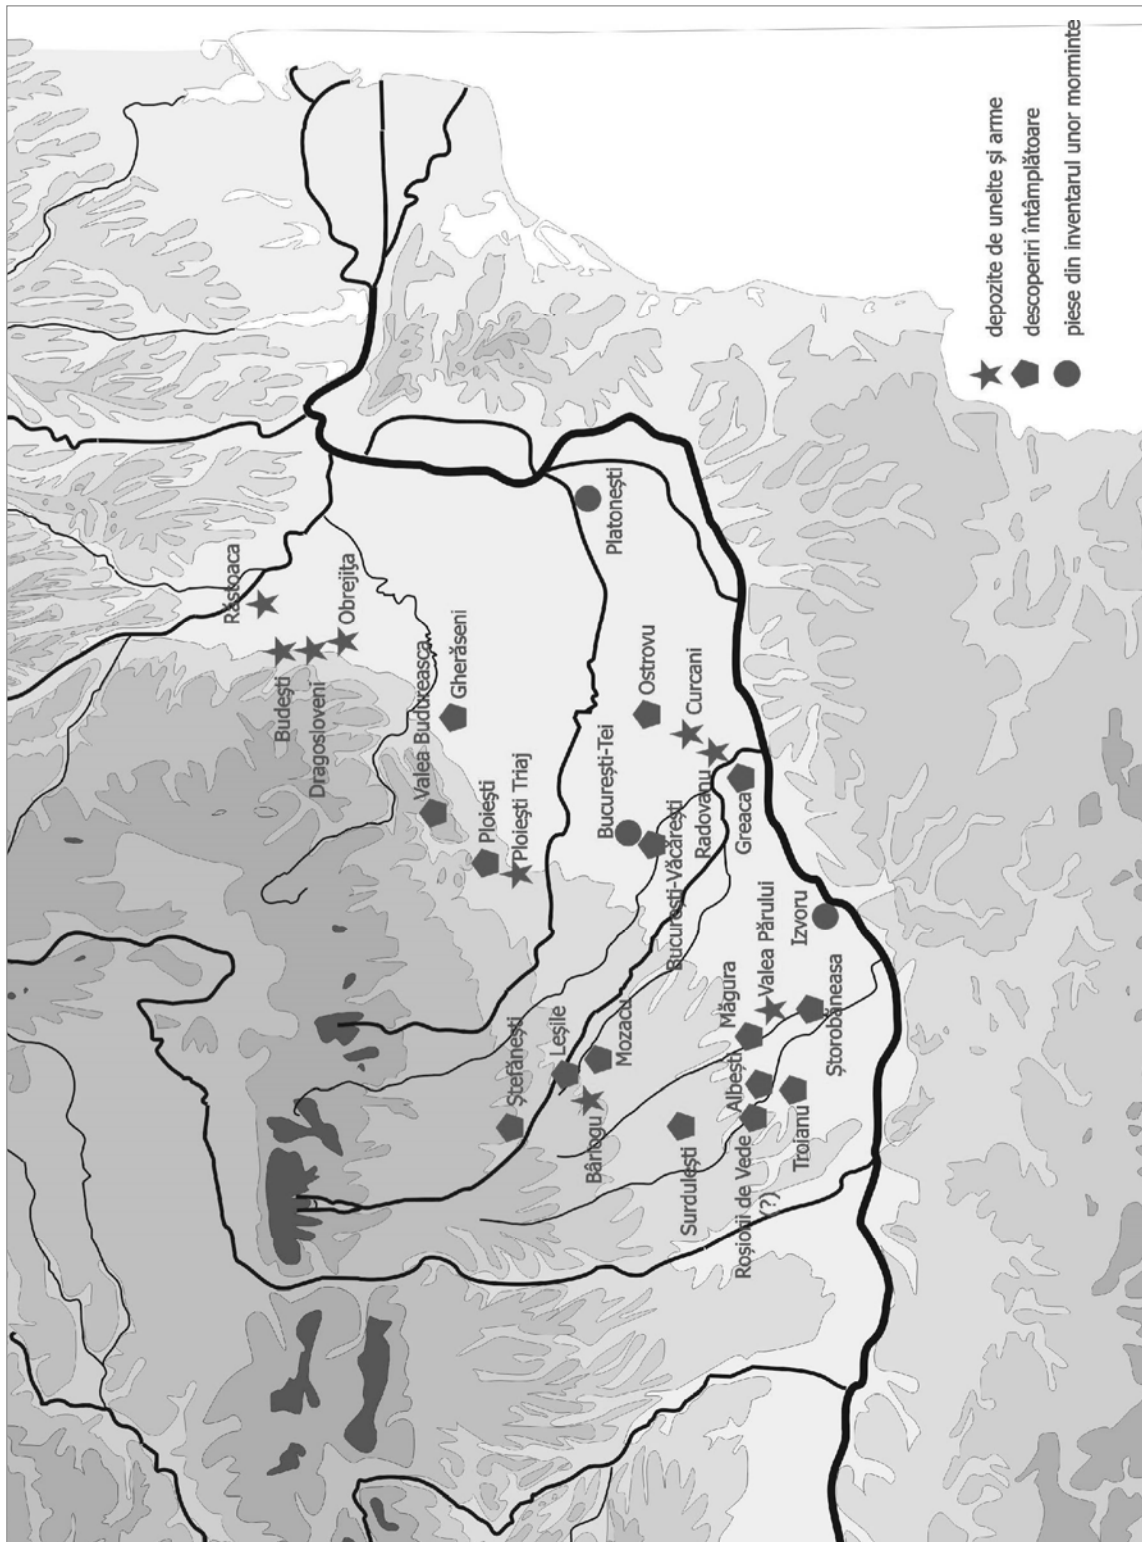 Răstoaca
Budești
Dragosloveni
Obrejița
Valea Budureasca
Gherăseni
Ploiești
Ștefănești
Ploiești Triaj
Leșile
Bârlogu
București-Tei
Platonești
Mozacu
Ostrovu
București-Văcărești
Surdulești
Curcani
Radovanu
Măgura
Albești
Roșiorii de Vede
(?)
Greaca
Valea Părului
Troianu
Izvoru
Ștorobăneasa
depozite de unelte și arme
descoperiri întâmplătoare
piese din inventarul unor morminte